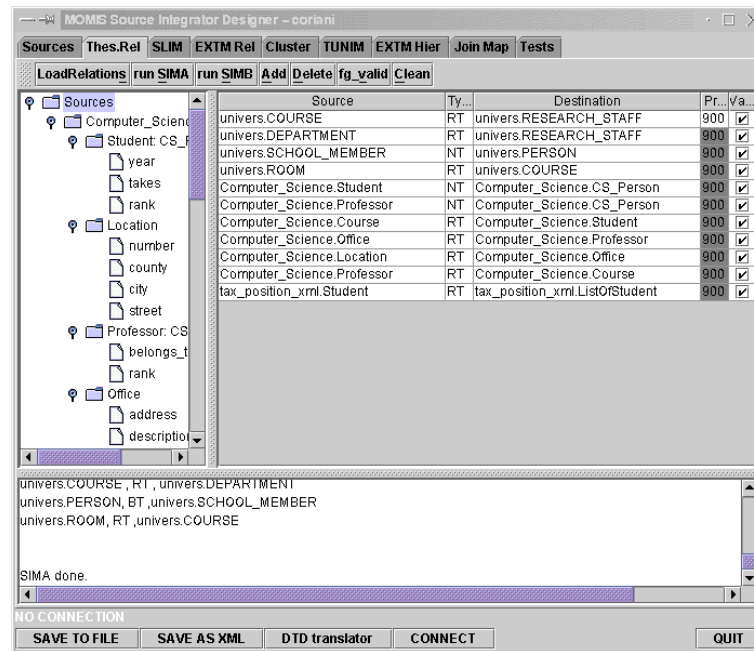 MOMIS Source Integrator Designer – coriani
Sources Thes.Rel SLIM EXTM Rel Cluster TUNIM EXTM Hier Join Map Tests
LoadRelations run SIMA run SIMB Add Delete fg_valid Clean
Sources
Computer_Scienc
Student: CS_P
year
takes
rank
Location
number
county
city
street
Professor: CS
belongs_t
rank
Office
address
description
Source Ty... Destination Pr... Va...
univers.COURSE RT univers.RESEARCH_STAFF 900
univers.DEPARTMENT RT univers.RESEARCH_STAFF 900
univers.SCHOOL_MEMBER NT univers.PERSON 900
univers.ROOM RT univers.COURSE 900
Computer_Science.Student NT Computer_Science.CS_Person 900
Computer_Science.Professor NT Computer_Science.CS_Person 900
Computer_Science.Course RT Computer_Science.Student 900
Computer_Science.Office RT Computer_Science.Professor 900
Computer_Science.Location RT Computer_Science.Office 900
Computer_Science.Professor RT Computer_Science.Course 900
tax_position_xml.Student RT tax_position_xml.ListOfStudent 900
univers.COURSE , RT , univers.DEPARTMENT
univers.PERSON, BT ,univers.SCHOOL_MEMBER
univers.ROOM, RT ,univers.COURSE
SIMA done.
NO CONNECTION
SAVE TO FILE SAVE AS XML DTD translator CONNECT QUIT